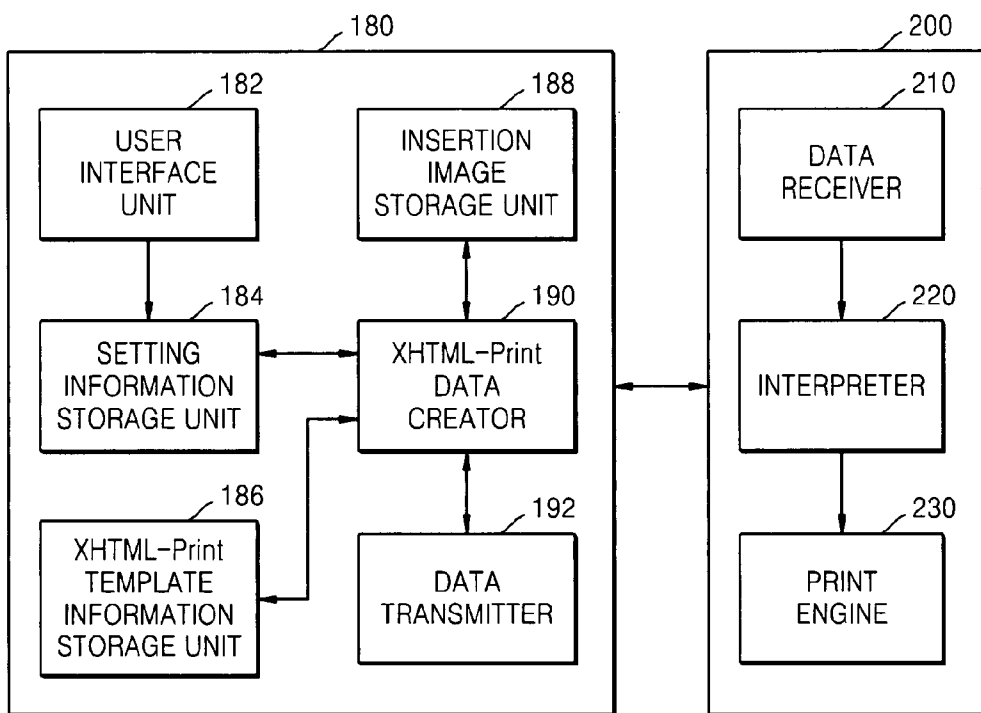 180
200
182
USER
INTERFACE
UNIT
188
INSERTION
IMAGE
STORAGE UNIT
210
DATA
RECEIVER
184
SETTING
INFORMATION
STORAGE UNIT
190
XHTML-Print
DATA
CREATOR
220
INTERPRETER
186
XHTML-Print
TEMPLATE
INFORMATION
STORAGE UNIT
192
DATA
TRANSMITTER
230
PRINT
ENGINE